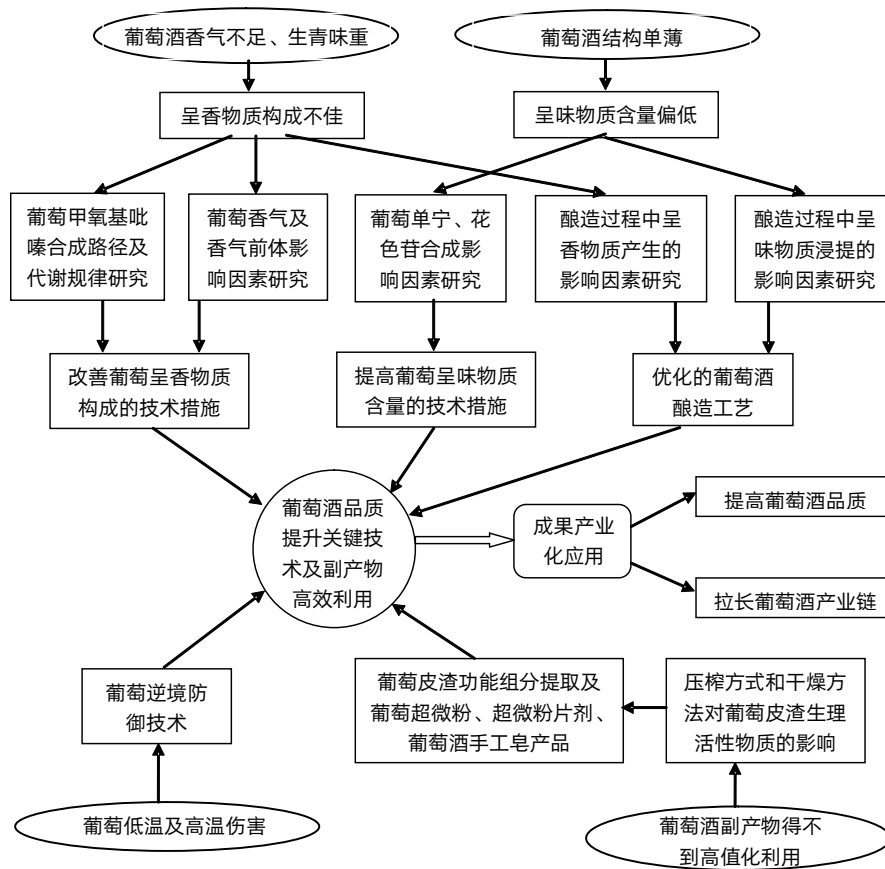 葡萄酒香气不足、生青味重
葡萄酒结构单薄
呈香物质构成不佳
呈味物质含量偏低
葡萄甲氧基吡
嗪合成路径及
代谢规律研究
葡萄香气及
香气前体影
响因素研究
葡萄单宁、花
色苷合成影
响因素研究
酿造过程中呈
香物质产生的
影响因素研究
酿造过程中呈
味物质浸提的
影响因素研究
改善葡萄呈香物质
构成的技术措施
提高葡萄呈味物质
含量的技术措施
优化的葡萄酒
酿造工艺
葡萄酒品质
提升关键技
术及副产物
高效利用
成果产业
化应用
提高葡萄酒品质
拉长葡萄酒产业链
葡萄逆境防
御技术
葡萄皮渣功能组分提取及
葡萄超微粉、超微粉片剂、
葡萄酒手工皂产品
压榨方式和干燥方
法对葡萄皮渣生理
活性物质的影响
葡萄低温及高温伤害
葡萄酒副产物得不
到高值化利用